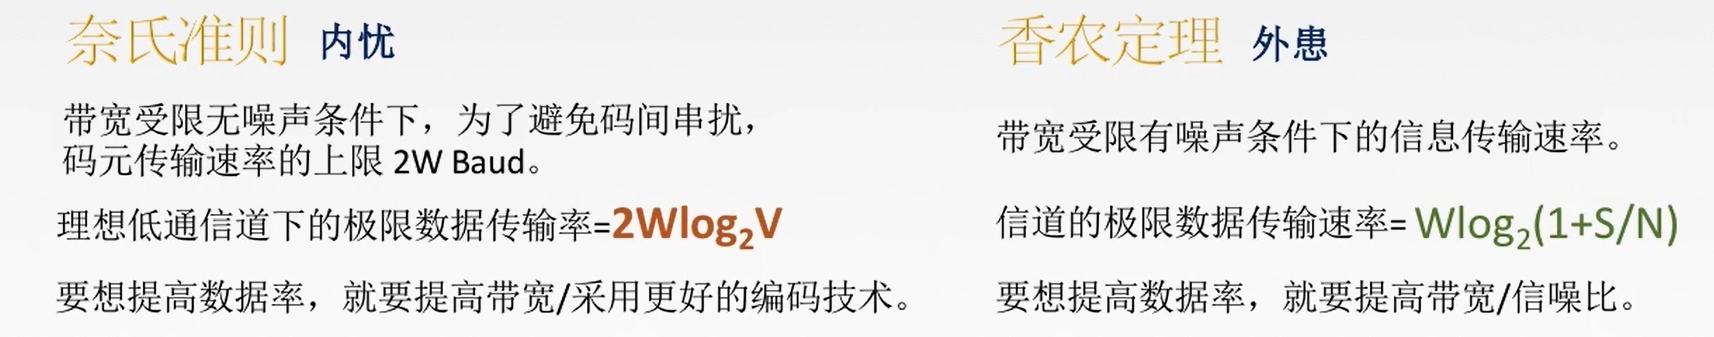 奈氏准则 内忧
带宽受限无噪声条件下，为了避免码间串扰，
码元传输速率的上限 2W Baud。
理想低通信道下的极限数据传输率=2Wlog₂V
要想提高数据率，就要提高带宽/采用更好的编码技术。
香农定理 外患
带宽受限有噪声条件下的信息传输速率。
信道的极限数据传输速率= Wlog₂(1+S/N)
要想提高数据率，就要提高带宽/信噪比。